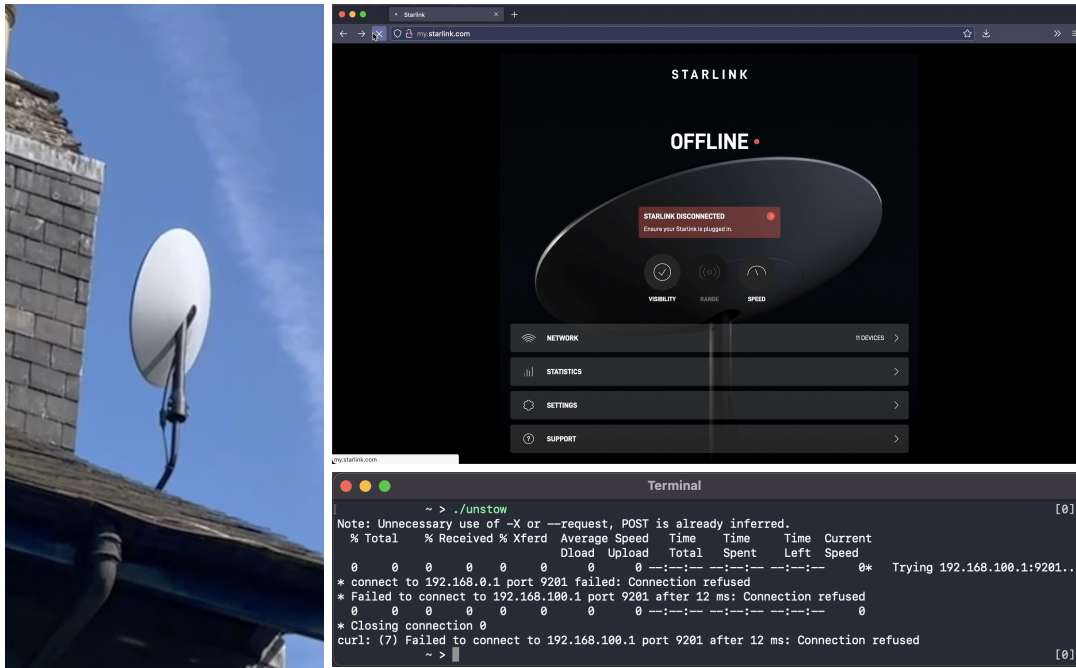 Starlink
my.starlink.com
STARLINK
OFFLINE
STARLINK DISCONNECTED
Ensure your Starlink is plugged in.
VISIBILITY RANGE SPEED
NETWORK 11 DEVICES
STATISTICS
SETTINGS
SUPPORT
my.starlink.com
Terminal
[ ~ > ./unstow [0]
Note: Unnecessary use of -X or --request, POST is already inferred.
% Total % Received % Xferd Average Speed Time Time Time Current
Dload Upload Total Spent Left Speed
0 0 0 0 0 0 0 0 --:--:-- --:--:-- --:--:-- 0* Trying 192.168.100.1:9201..
* connect to 192.168.0.1 port 9201 failed: Connection refused
* Failed to connect to 192.168.100.1 port 9201 after 12 ms: Connection refused
0 0 0 0 0 0 0 0 --:--:-- --:--:-- --:--:-- 0
* Closing connection 0
curl: (7) Failed to connect to 192.168.100.1 port 9201 after 12 ms: Connection refused
~ > [0]